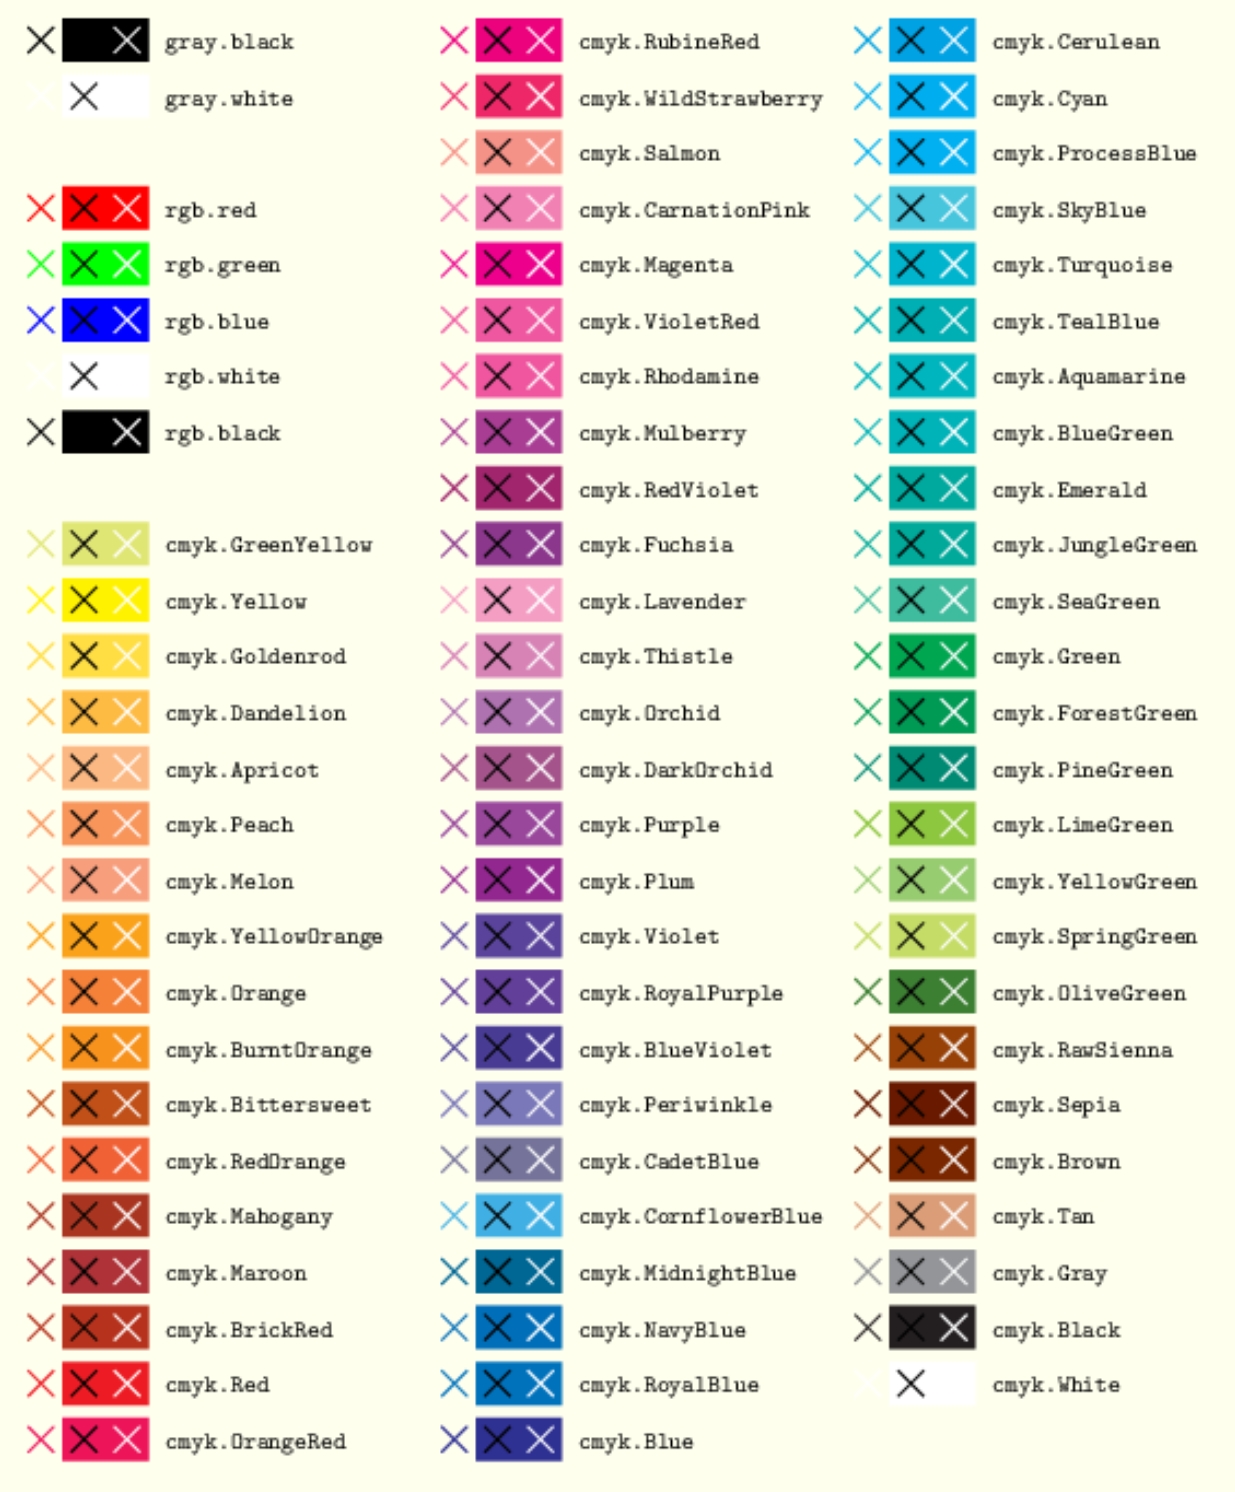 gray.black
gray.white
rgb.red
rgb.green
rgb.blue
rgb.white
rgb.black
cmyk.GreenYellow
cmyk.Yellow
cmyk.Goldenrod
cmyk.Dandelion
cmyk.Apricot
cmyk.Peach
cmyk.Melon
cmyk.YellowOrange
cmyk.Orange
cmyk.BurntOrange
cmyk.Bittersweet
cmyk.RedOrange
cmyk.Mahogany
cmyk.Maroon
cmyk.BrickRed
cmyk.Red
cmyk.OrangeRed
cmyk.RubineRed
cmyk.WildStrawberry
cmyk.Salmon
cmyk.CarnationPink
cmyk.Magenta
cmyk.VioletRed
cmyk.Rhodamine
cmyk.Mulberry
cmyk.RedViolet
cmyk.Fuchsia
cmyk.Lavender
cmyk.Thistle
cmyk.Orchid
cmyk.DarkOrchid
cmyk.Purple
cmyk.Plum
cmyk.Violet
cmyk.RoyalPurple
cmyk.BlueViolet
cmyk.Periwinkle
cmyk.CadetBlue
cmyk.CornflowerBlue
cmyk.MidnightBlue
cmyk.NavyBlue
cmyk.RoyalBlue
cmyk.Blue
cmyk.Cerulean
cmyk.Cyan
cmyk.ProcessBlue
cmyk.SkyBlue
cmyk.Turquoise
cmyk.TealBlue
cmyk.Aquamarine
cmyk.BlueGreen
cmyk.Emerald
cmyk.JungleGreen
cmyk.SeaGreen
cmyk.Green
cmyk.ForestGreen
cmyk.PineGreen
cmyk.LimeGreen
cmyk.YellowGreen
cmyk.SpringGreen
cmyk.OliveGreen
cmyk.RawSienna
cmyk.Sepia
cmyk.Brown
cmyk.Tan
cmyk.Gray
cmyk.Black
cmyk.White